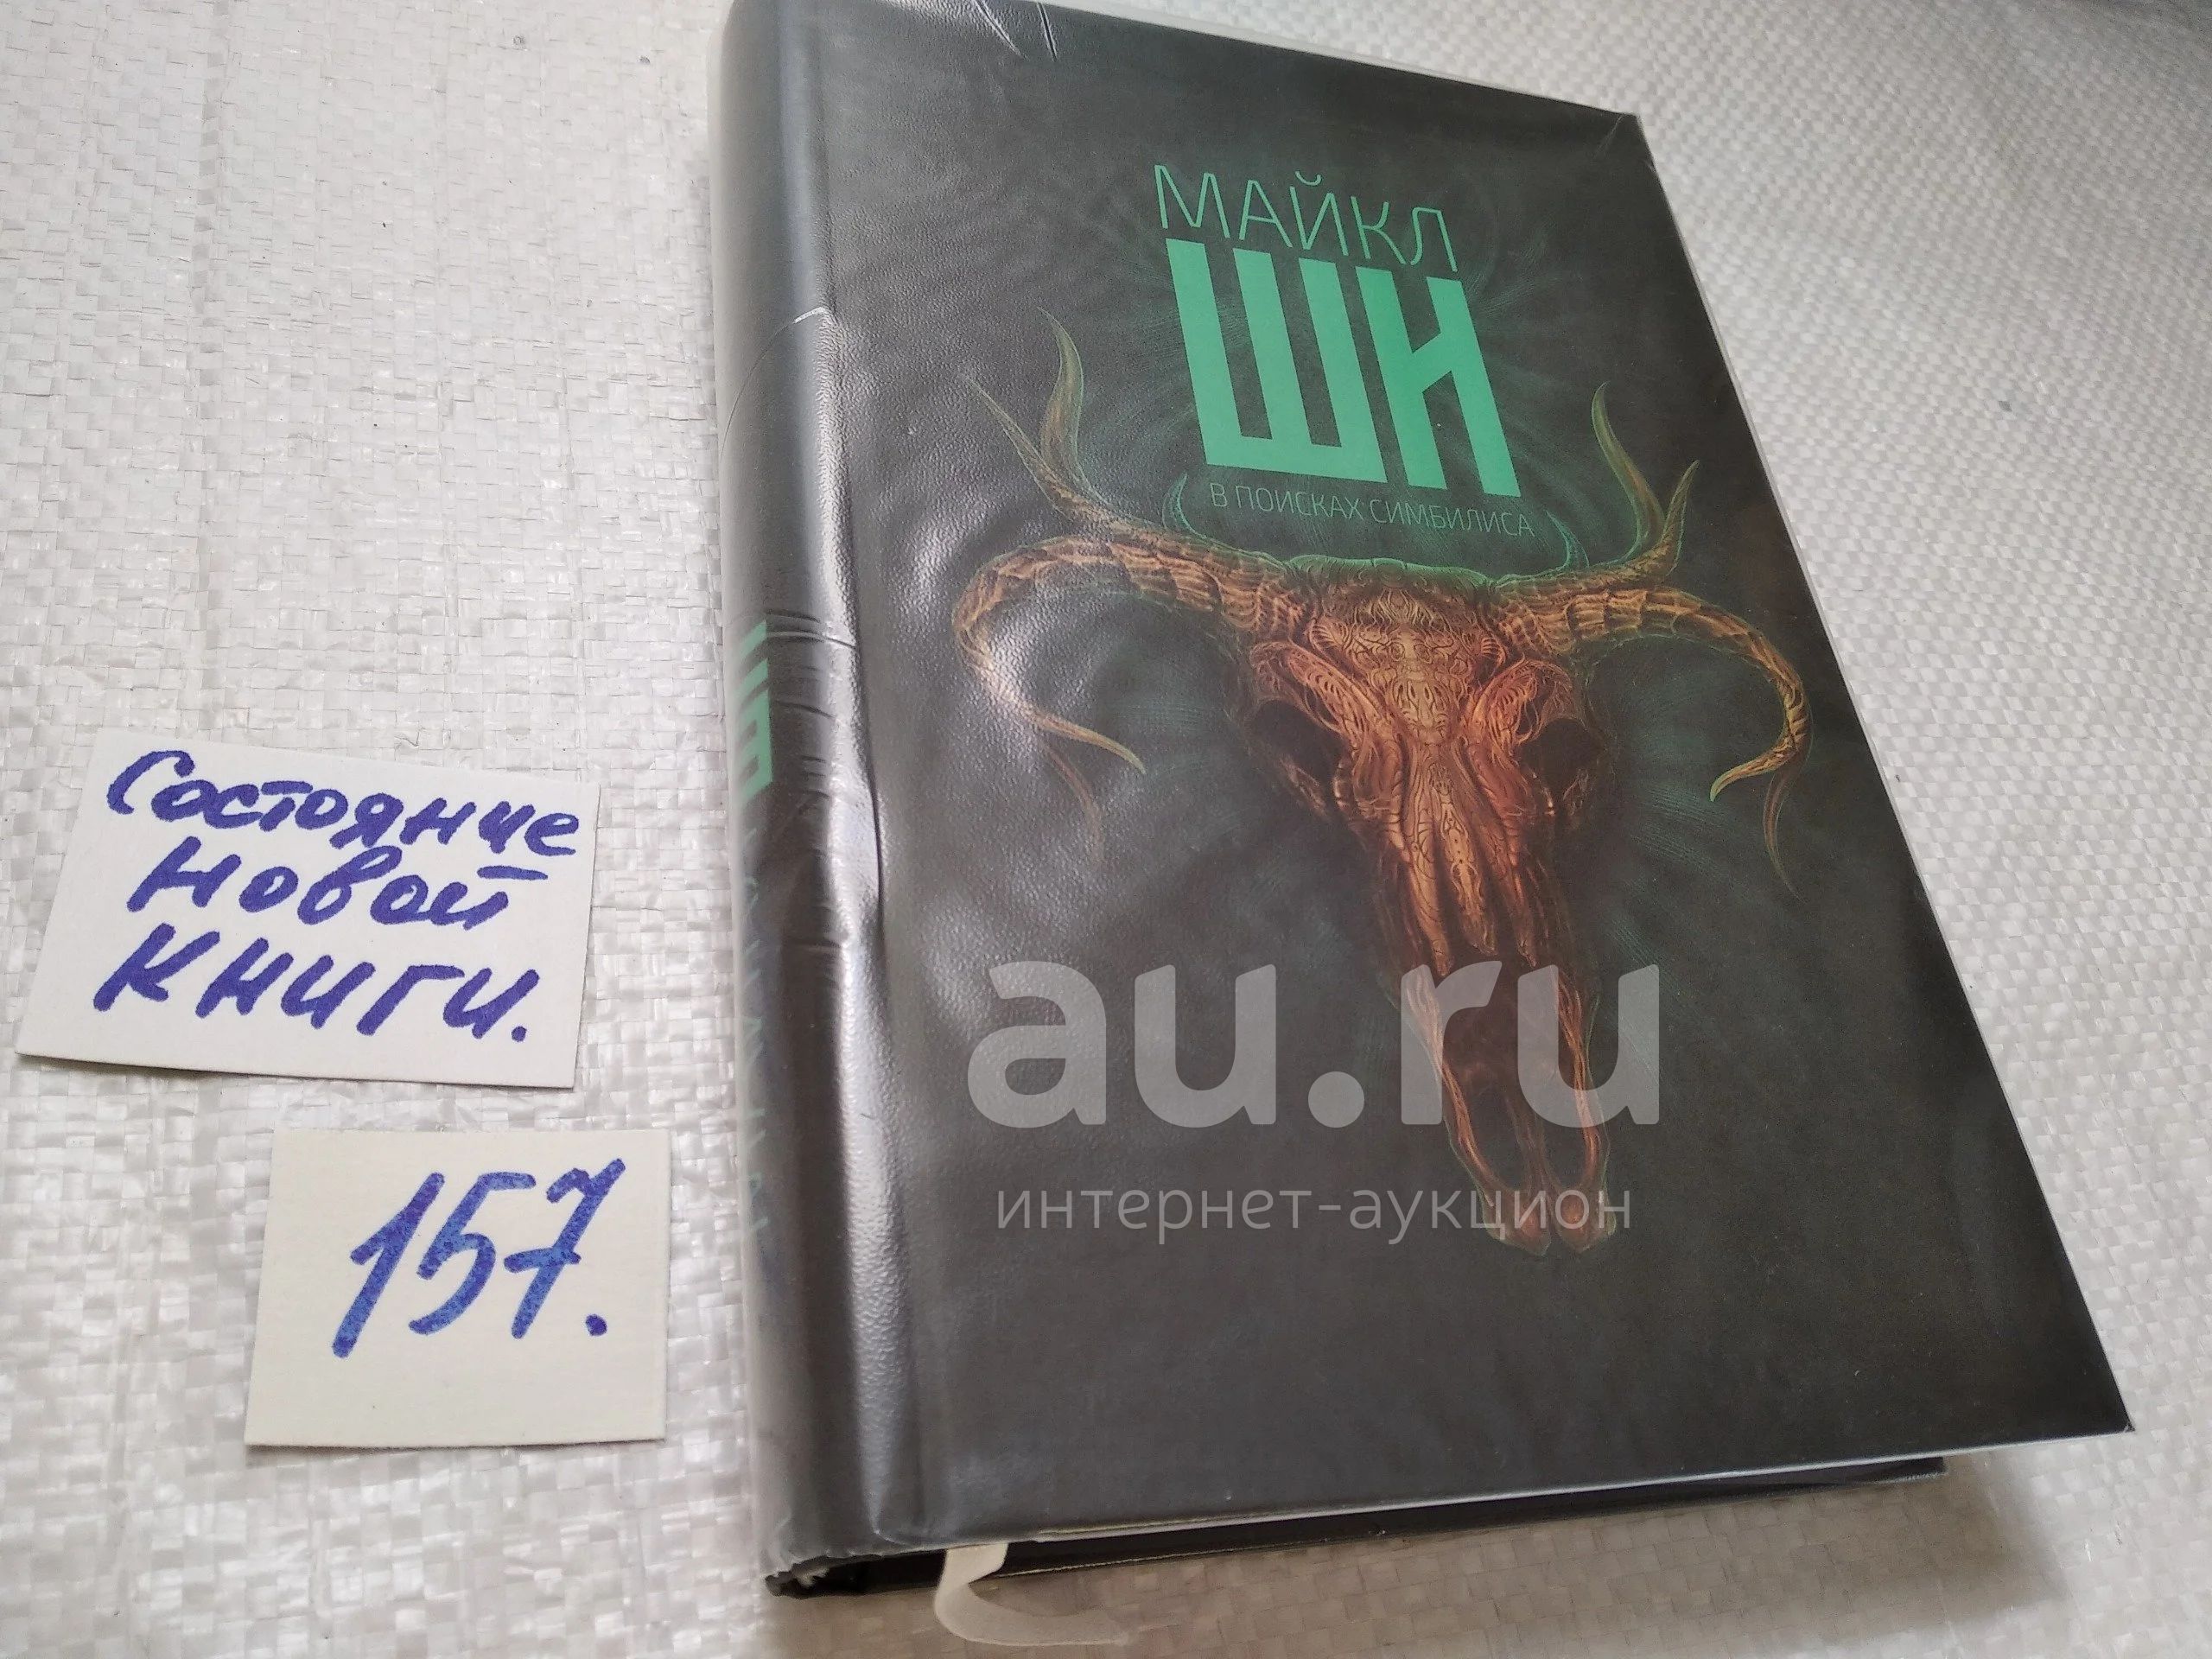 МАЙКЛ
ШИ
В ПОИСКАХ СИМБИЛИСА
Состояние
новой
книги.
157.
au.ru
интернет-аукцион